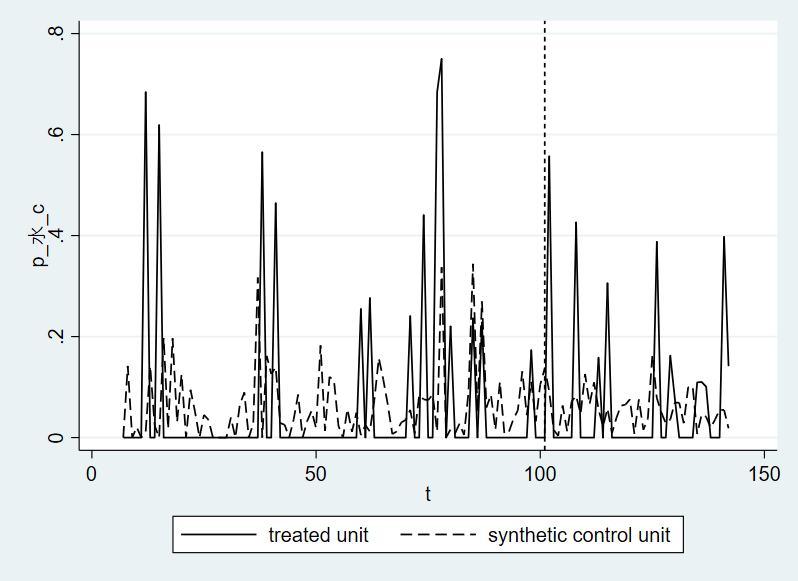 .8
.6
.4
.2
0
p_水_c
0 50 100 150
t
treated unit synthetic control unit